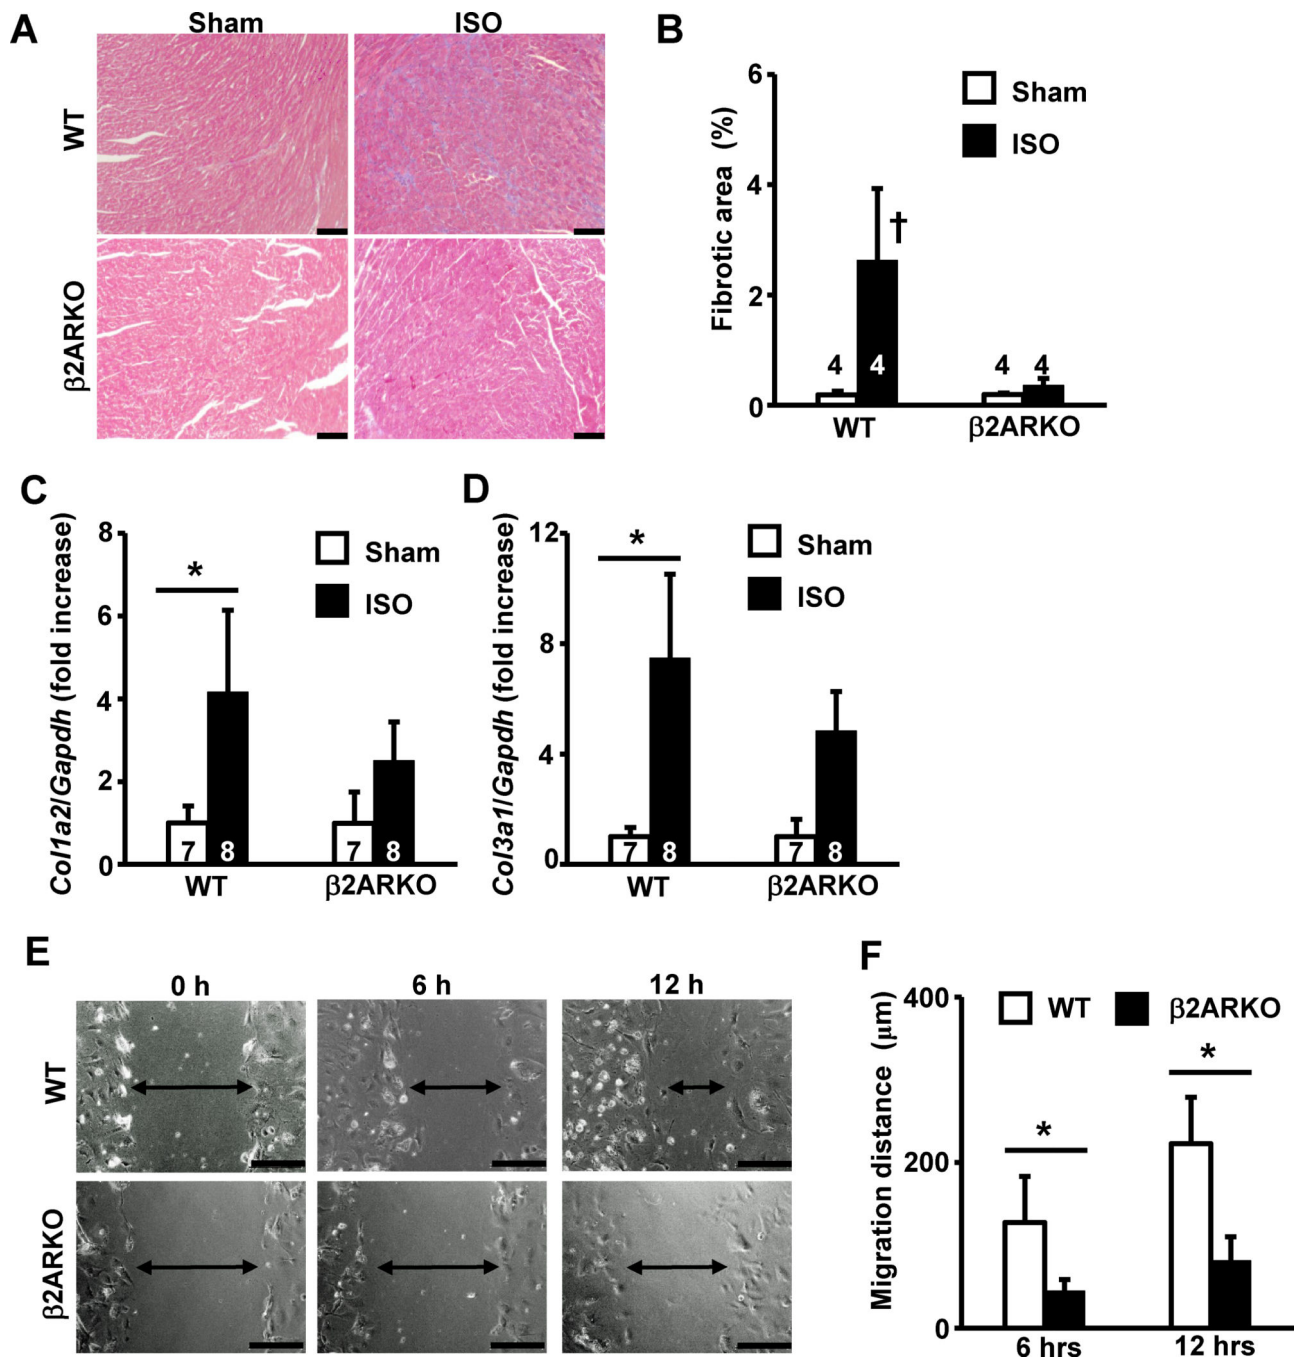 A
Sham
ISO
WT
β2ARKO
B
Fibrotic area (%)
6
4
2
0
Sham
ISO
†
4
4
4
4
WT
β2ARKO
C
Col1a2/Gapdh (fold increase)
8
6
4
2
0
Sham
ISO
*
7
8
7
8
WT
β2ARKO
D
Col3a1/Gapdh (fold increase)
12
8
4
0
Sham
ISO
*
7
8
7
8
WT
β2ARKO
E
0 h
6 h
12 h
WT
β2ARKO
F
Migration distance (μm)
400
200
0
WT
β2ARKO
*
*
6 hrs
12 hrs